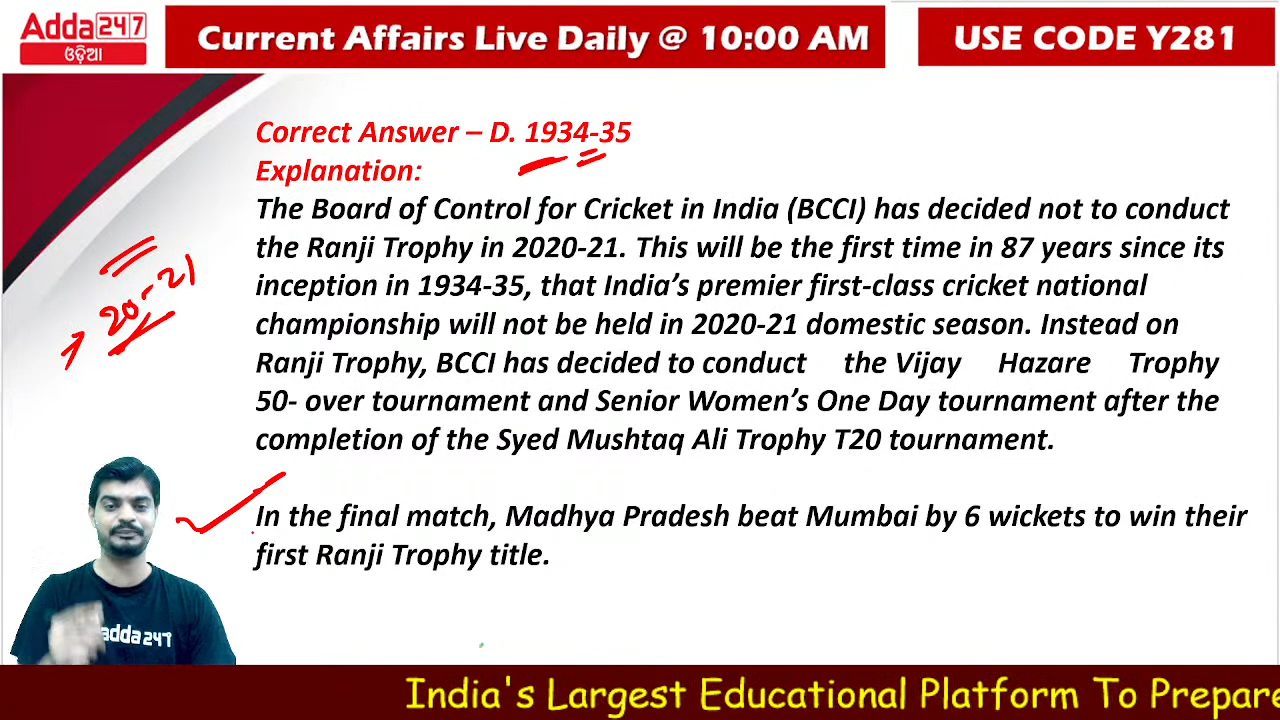 Adda247
ଓଡ଼ିଆ
Current Affairs Live Daily @ 10:00 AM
USE CODE Y281
Correct Answer – D. 1934-35
Explanation:
The Board of Control for Cricket in India (BCCI) has decided not to conduct
the Ranji Trophy in 2020-21. This will be the first time in 87 years since its
inception in 1934-35, that India’s premier first-class cricket national
championship will not be held in 2020-21 domestic season. Instead on
Ranji Trophy, BCCI has decided to conduct the Vijay Hazare Trophy
50- over tournament and Senior Women’s One Day tournament after the
completion of the Syed Mushtaq Ali Trophy T20 tournament.
20-21
In the final match, Madhya Pradesh beat Mumbai by 6 wickets to win their
first Ranji Trophy title.
adda247
India's Largest Educational Platform To Prepare